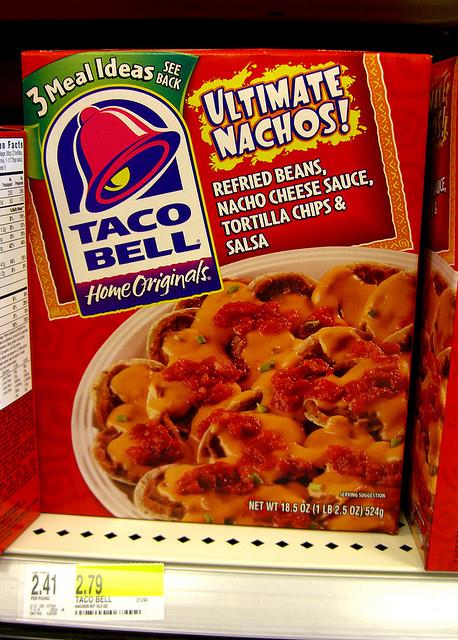 3 Meal Ideas SEE
BACK
ULTIMATE
NACHOS!
REFRIED BEANS,
NACHO CHEESE SAUCE,
TORTILLA CHIPS &
SALSA
TACO
BELL
Home Originals
SERVING SUGGESTION
NET WT 18.5 OZ (1 LB 2.5 OZ) 524g
2.41 2.79
PER POUND TACO BELL